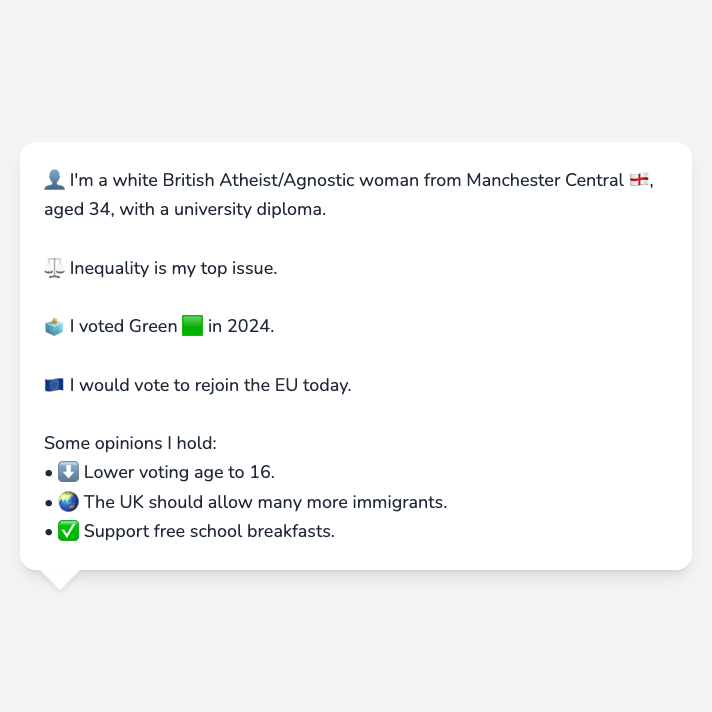 👤 I'm a white British Atheist/Agnostic woman from Manchester Central 🏴󠁧󠁢󠁥󠁮󠁧󠁿,
aged 34, with a university diploma.
⚖️ Inequality is my top issue.
🗳️ I voted Green 🟩 in 2024.
🇪🇺 I would vote to rejoin the EU today.
Some opinions I hold:
• ⬇️ Lower voting age to 16.
• 🌏 The UK should allow many more immigrants.
• ✅ Support free school breakfasts.